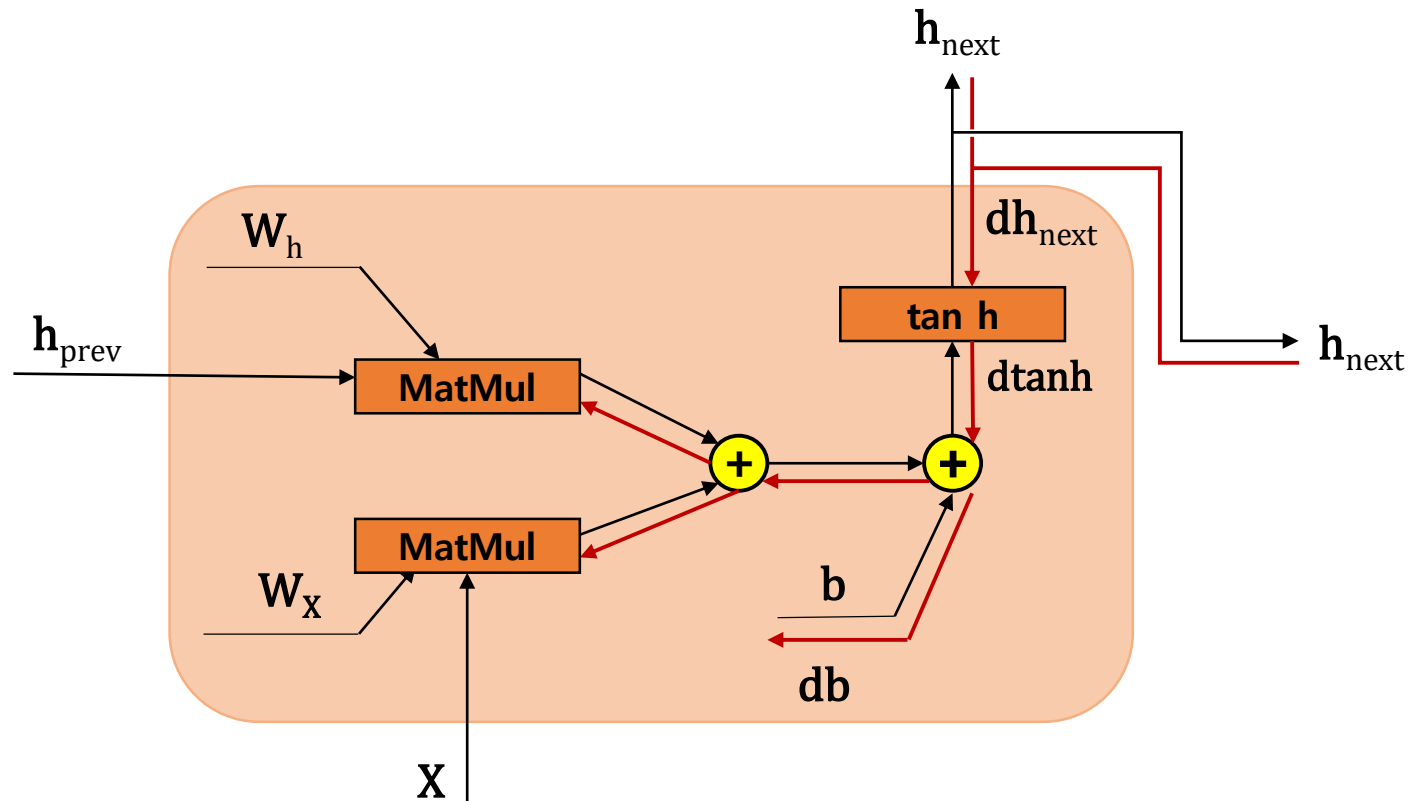 h_next
W_h
dh_next
tan h
h_prev
h_next
MatMul
dtanh
+
+
MatMul
W_X
b
db
X